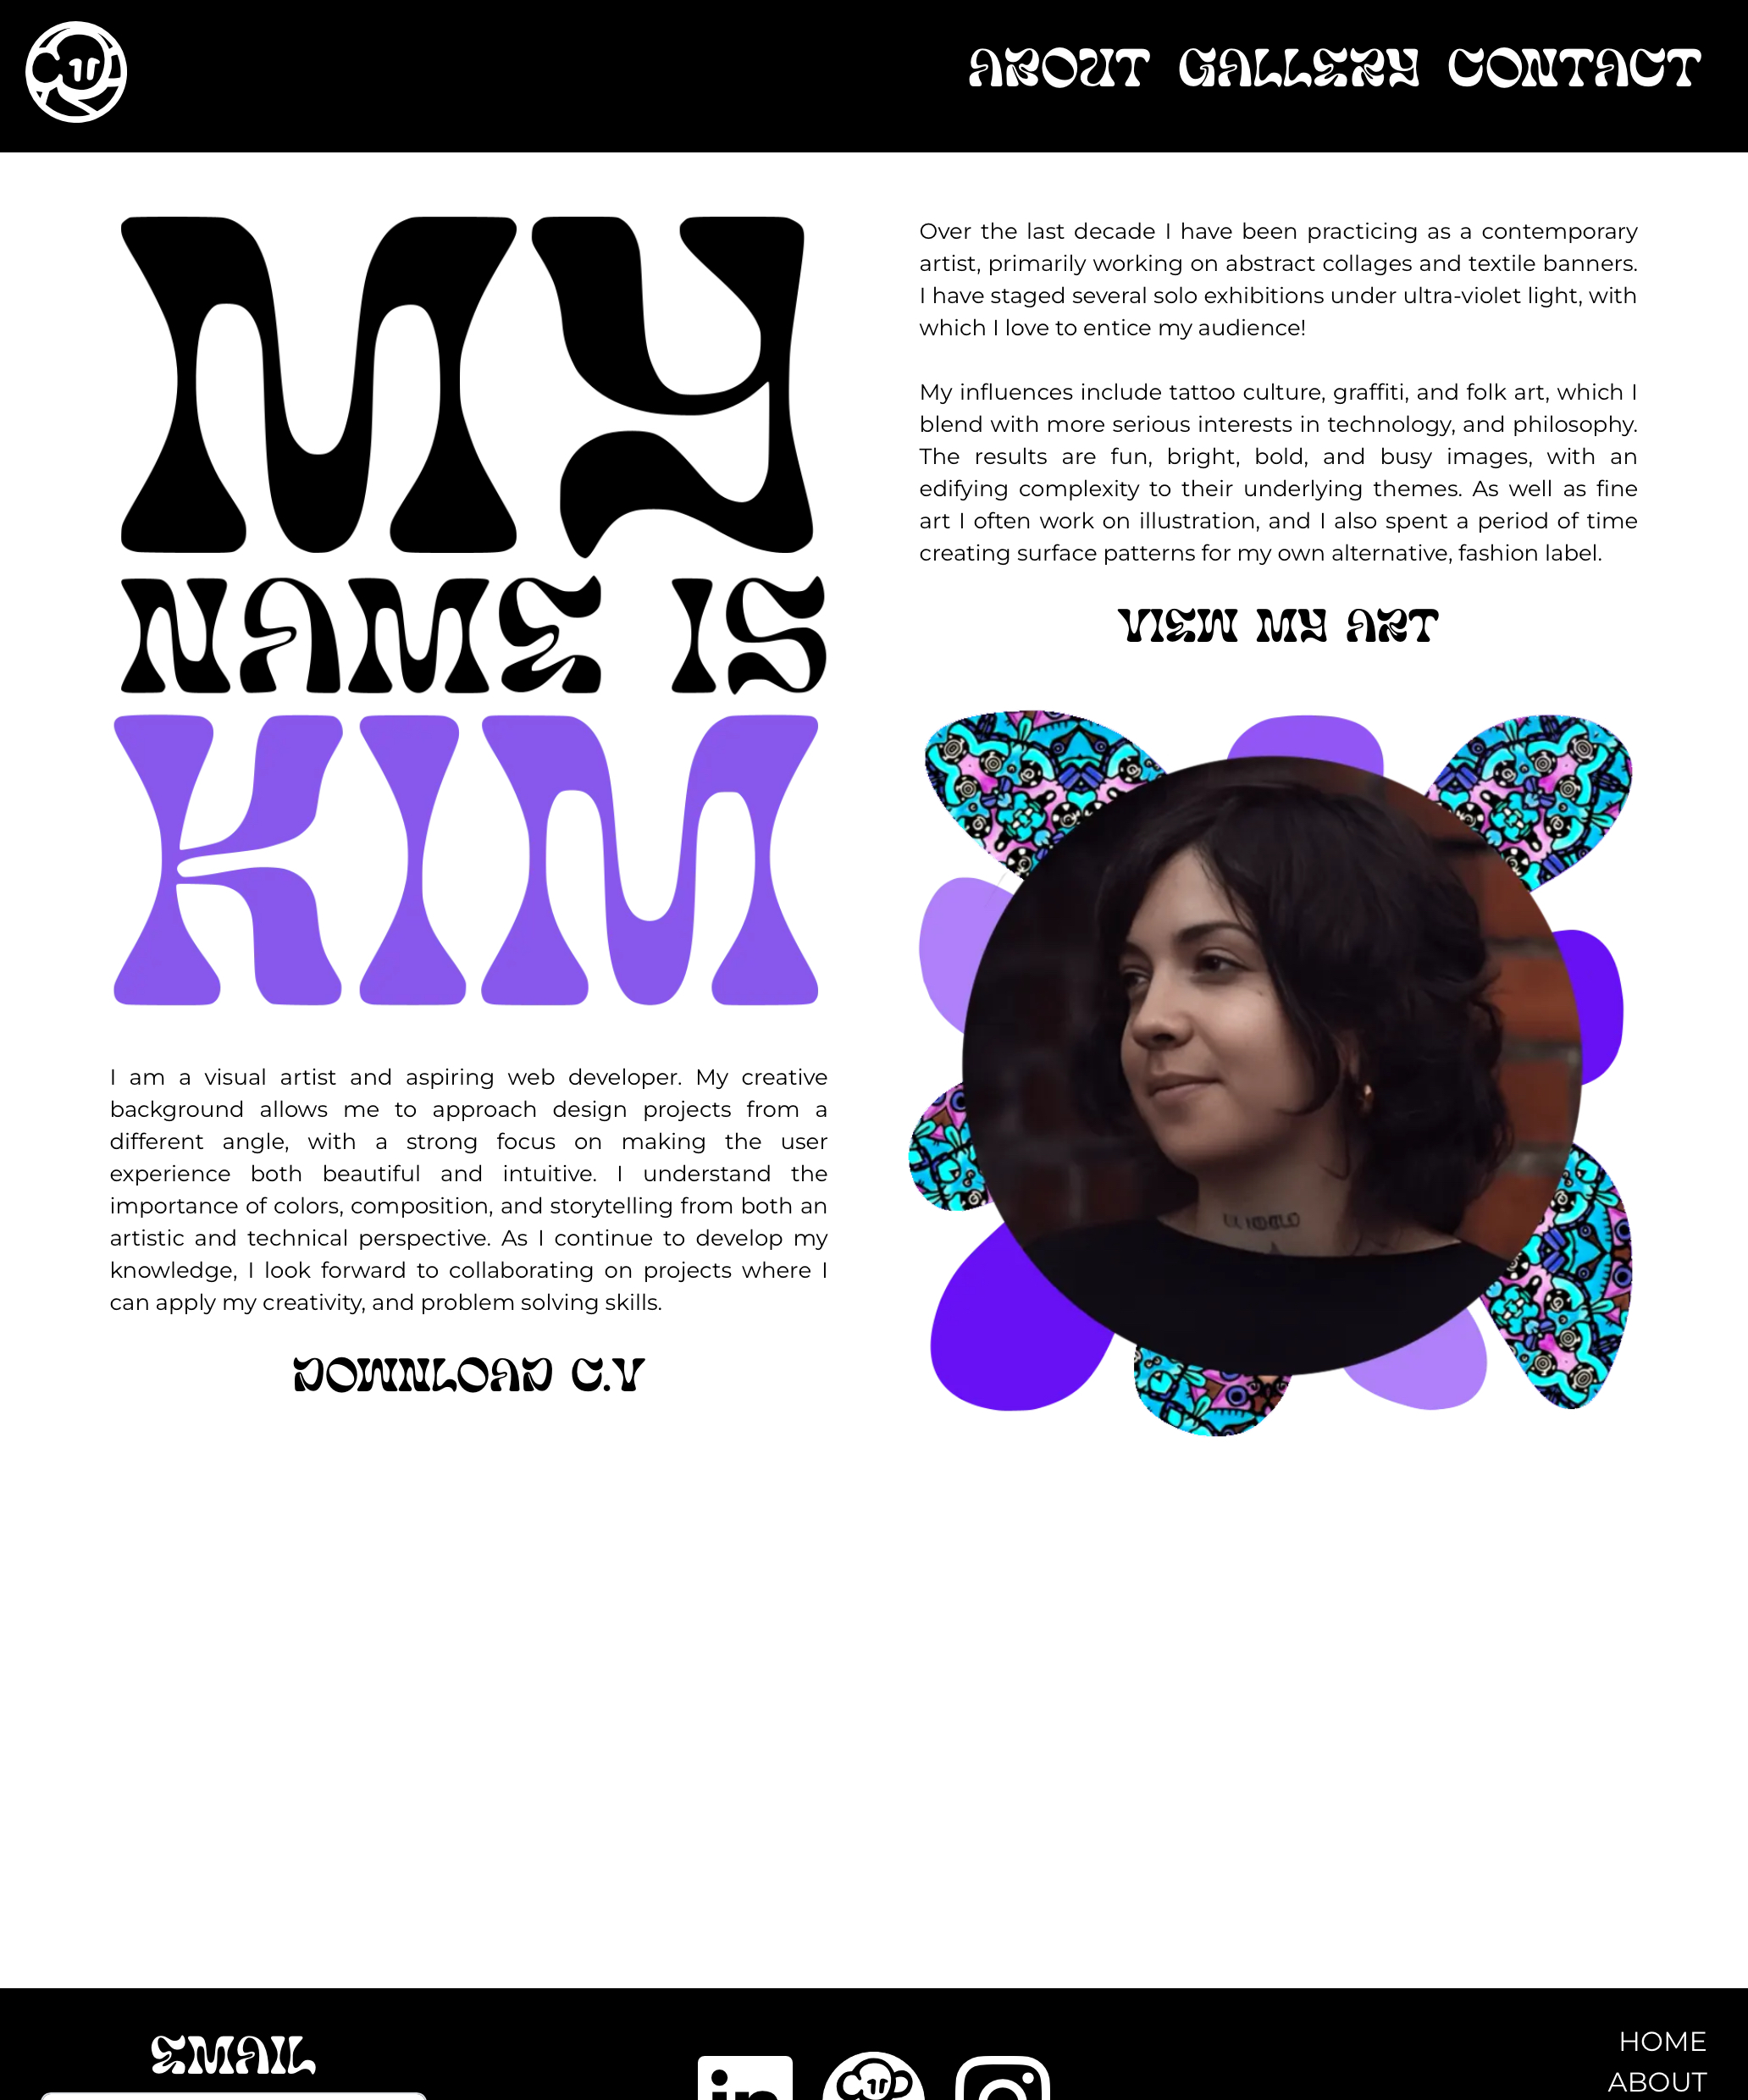 ABOUT GALLERY CONTACT
MY
NAME IS
KIM
I am a visual artist and aspiring web developer. My creative
background allows me to approach design projects from a
different angle, with a strong focus on making the user
experience both beautiful and intuitive. I understand the
importance of colors, composition, and storytelling from both an
artistic and technical perspective. As I continue to develop my
knowledge, I look forward to collaborating on projects where I
can apply my creativity, and problem solving skills.
DOWNLOAD C.V
Over the last decade I have been practicing as a contemporary
artist, primarily working on abstract collages and textile banners.
I have staged several solo exhibitions under ultra-violet light, with
which I love to entice my audience!
My influences include tattoo culture, graffiti, and folk art, which I
blend with more serious interests in technology, and philosophy.
The results are fun, bright, bold, and busy images, with an
edifying complexity to their underlying themes. As well as fine
art I often work on illustration, and I also spent a period of time
creating surface patterns for my own alternative, fashion label.
VIEW MY ART
EMAIL
in
HOME
ABOUT